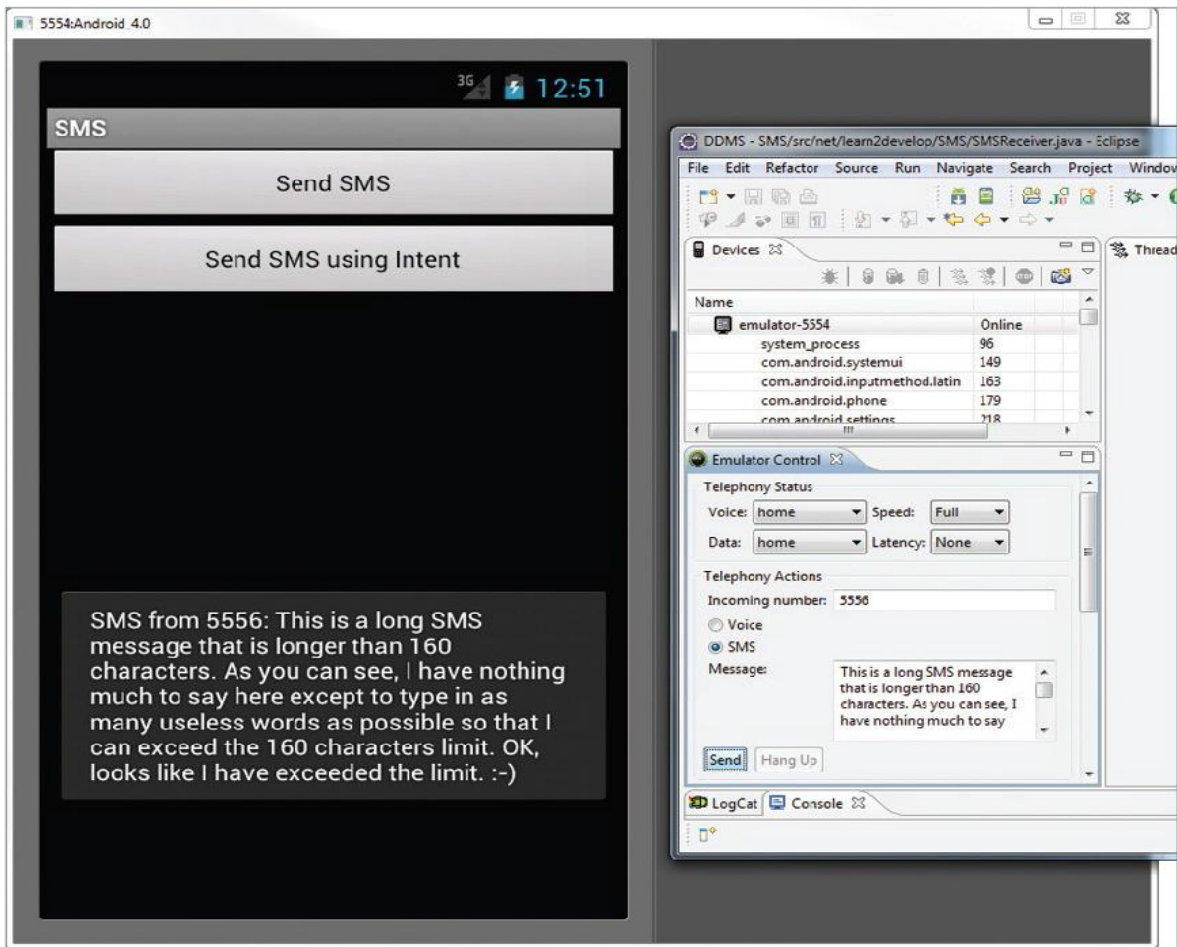 5554:Android_4.0
3G 12:51
SMS
Send SMS
Send SMS using Intent
SMS from 5556: This is a long SMS
message that is longer than 160
characters. As you can see, I have nothing
much to say here except to type in as
many useless words as possible so that I
can exceed the 160 characters limit. OK,
looks like I have exceeded the limit. :-)
DDMS - SMS/src/net/learn2develop/SMS/SMSReceiver.java - Eclipse
File Edit Refactor Source Run Navigate Search Project Window
Devices
Thread
Name
emulator-5554 Online
system_process 96
com.android.systemui 149
com.android.inputmethod.latin 163
com.android.phone 179
com.android.settings 218
Emulator Control
Telephony Status
Voice: home Speed: Full
Data: home Latency: None
Telephony Actions
Incoming number: 5556
Voice
SMS
Message: This is a long SMS message
that is longer than 160
characters. As you can see, I
have nothing much to say
Send Hang Up
LogCat Console